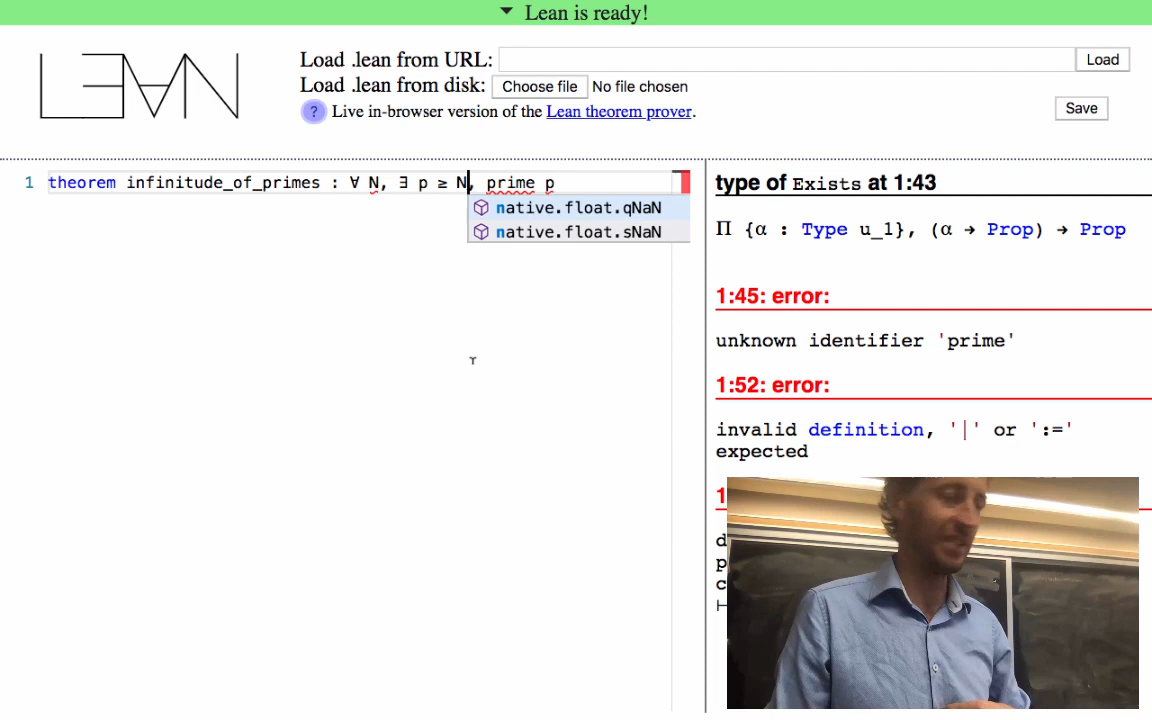 Lean is ready!
LEAN
Load .lean from URL:
Load
Load .lean from disk: Choose file No file chosen
? Live in-browser version of the Lean theorem prover.
Save
1 theorem infinitude_of_primes : ∀ N, ∃ p ≥ N, prime p
native.float.qNaN
native.float.sNaN
type of Exists at 1:43
Π {α : Type u_1}, (α → Prop) → Prop
1:45: error:
unknown identifier 'prime'
1:52: error:
invalid definition, '|' or ':='
expected
1
d
p
c
⊢